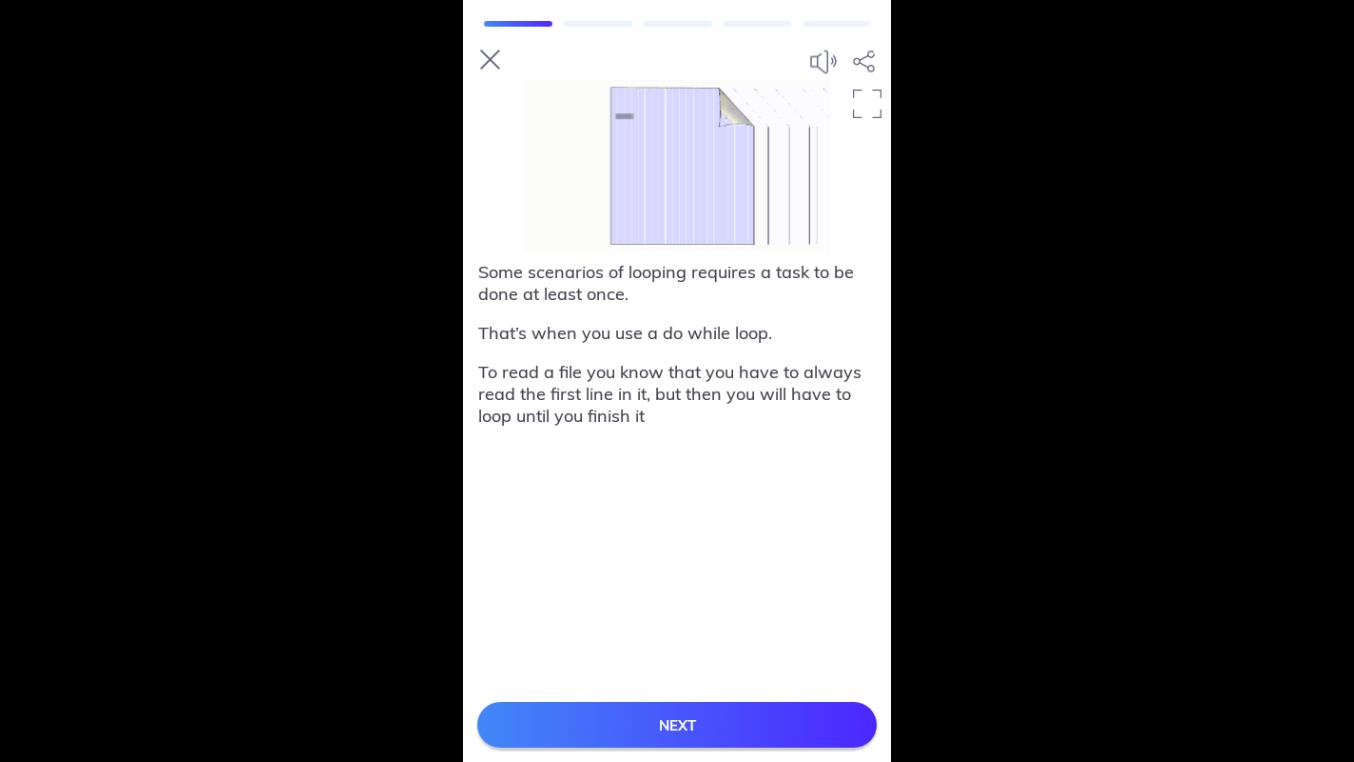 Some scenarios of looping requires a task to be
done at least once.
That's when you use a do while loop.
To read a file you know that you have to always
read the first line in it, but then you will have to
loop until you finish it
NEXT